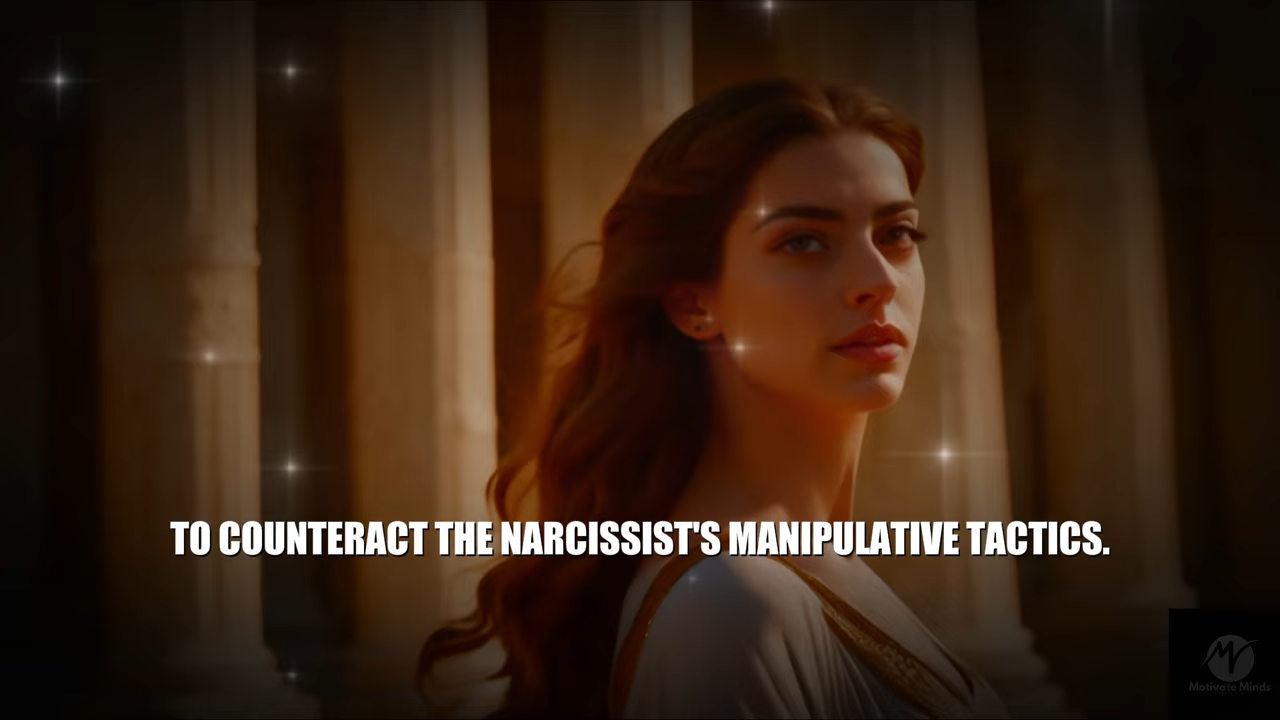 TO COUNTERACT THE NARCISSIST'S MANIPULATIVE TACTICS.
Motivate Minds